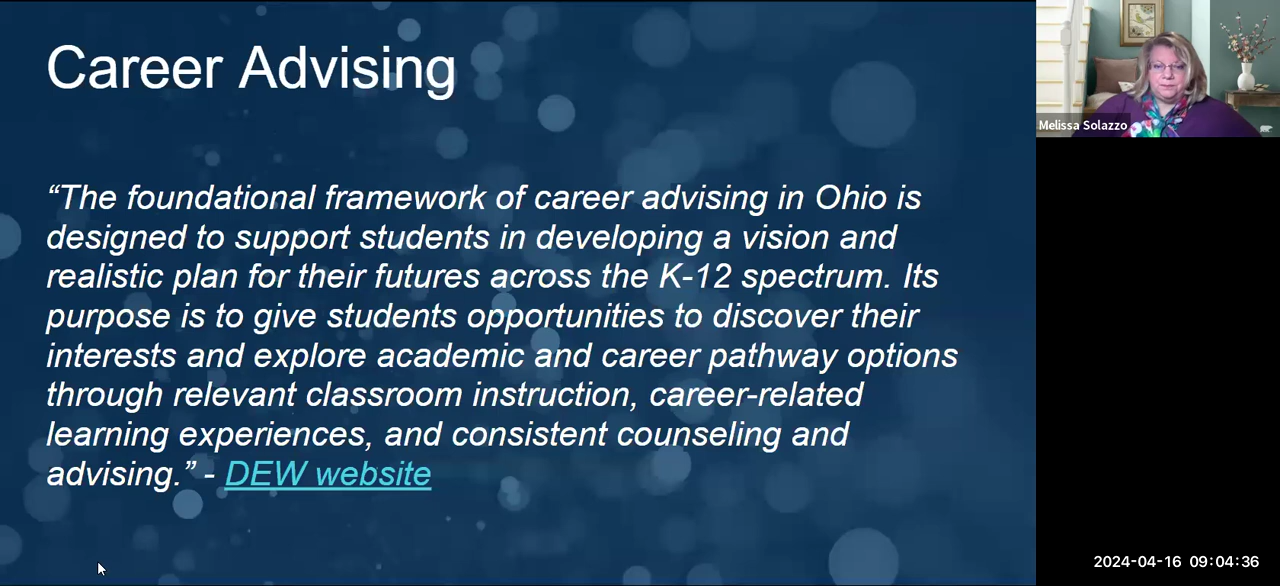 Career Advising
“The foundational framework of career advising in Ohio is
designed to support students in developing a vision and
realistic plan for their futures across the K-12 spectrum. Its
purpose is to give students opportunities to discover their
interests and explore academic and career pathway options
through relevant classroom instruction, career-related
learning experiences, and consistent counseling and
advising.” - DEW website
Melissa Solazzo
2024-04-16 09:04:36